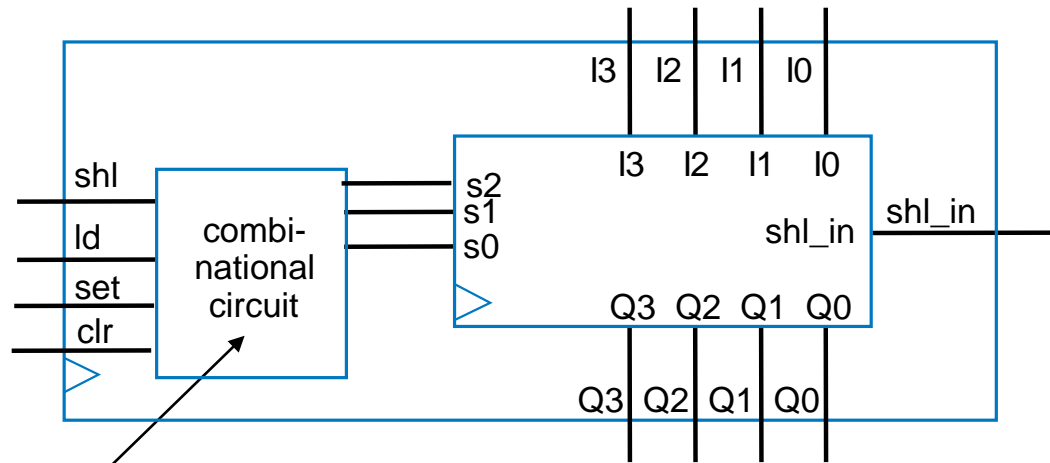 I3 I2 I1 I0
I3 I2 I1 I0
shl
ld
set
clr
combi-
national
circuit
s2
s1
s0
shl_in
shl_in
Q3 Q2 Q1 Q0
Q3 Q2 Q1 Q0